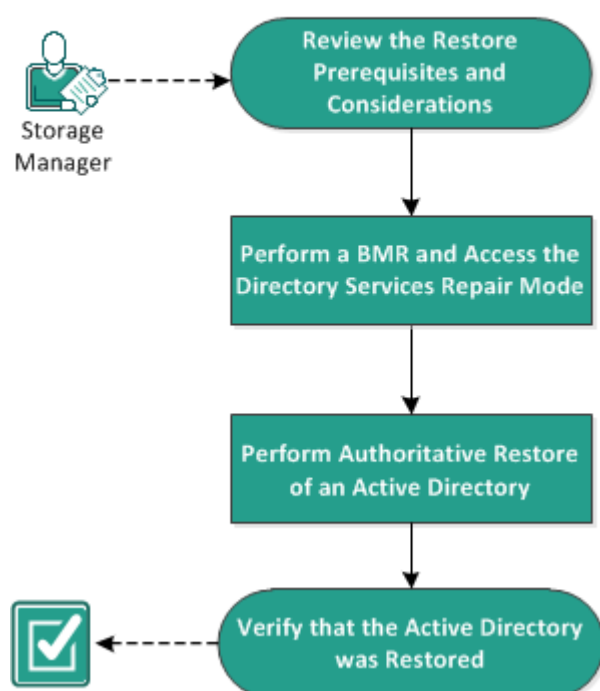 Review the Restore
Prerequisites and
Considerations
Storage
Manager
Perform a BMR and Access the
Directory Services Repair Mode
Perform Authoritative Restore
of an Active Directory
Verify that the Active Directory
was Restored